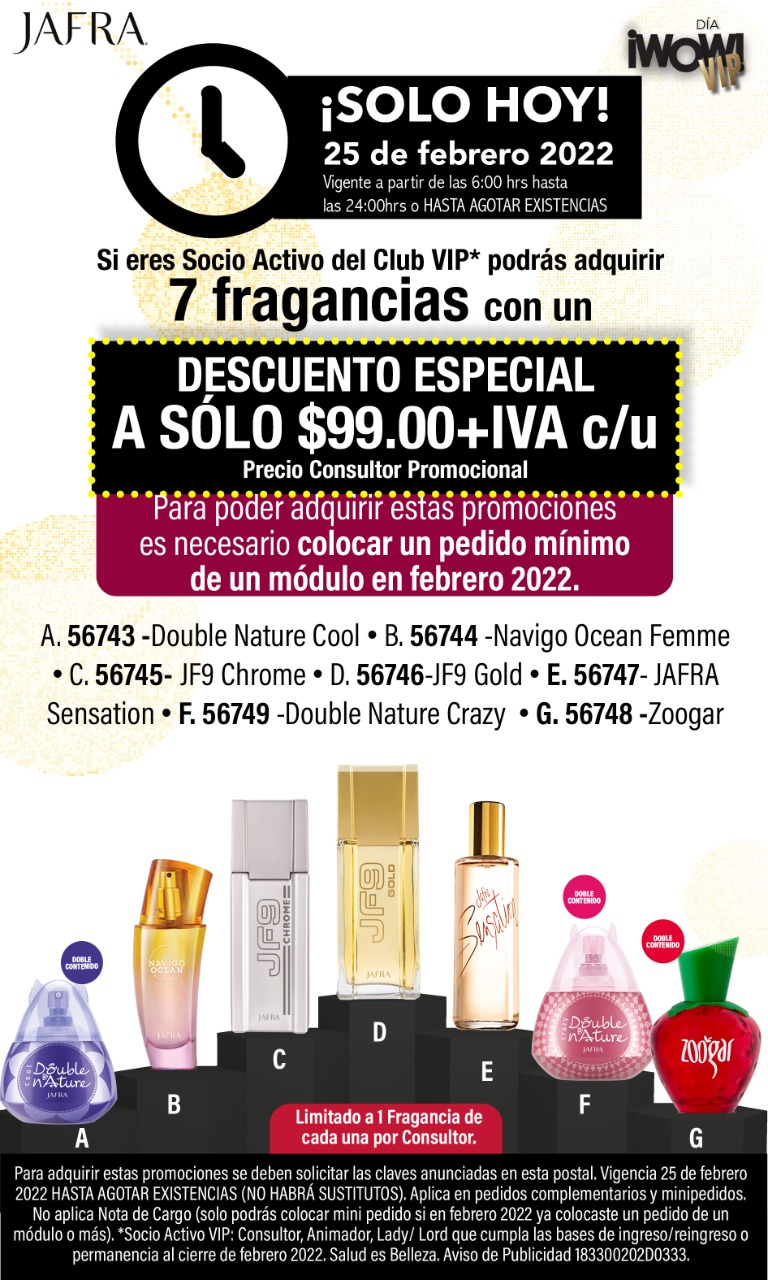 JAFRA
DÍA
¡WOW!
VIP
¡SOLO HOY!
25 de febrero 2022
Vigente a partir de las 6:00 hrs hasta
las 24:00hrs o HASTA AGOTAR EXISTENCIAS
Si eres Socio Activo del Club VIP* podrás adquirir
7 fragancias con un
DESCUENTO ESPECIAL
A SÓLO $99.00+IVA c/u
Precio Consultor Promocional
Para poder adquirir estas promociones
es necesario colocar un pedido mínimo
de un módulo en febrero 2022.
A. 56743 -Double Nature Cool • B. 56744 -Navigo Ocean Femme
• C. 56745- JF9 Chrome • D. 56746-JF9 Gold • E. 56747- JAFRA
Sensation • F. 56749 -Double Nature Crazy • G. 56748 -Zoogar
DOBLE
CONTENIDO
COOL
Double
nAture
JAFRA
A
NAVIGO
OCEAN
JAFRA
B
JF9
CHROME
JAFRA
C
JF9
GOLD
JAFRA
D
Jafra
Sensation
E
DOBLE
CONTENIDO
CRAZY
Double
nAture
JAFRA
F
DOBLE
CONTENIDO
zoogar
G
Limitado a 1 Fragancia de
cada una por Consultor.
Para adquirir estas promociones se deben solicitar las claves anunciadas en esta postal. Vigencia 25 de febrero
2022 HASTA AGOTAR EXISTENCIAS (NO HABRÁ SUSTITUTOS). Aplica en pedidos complementarios y minipedidos.
No aplica Nota de Cargo (solo podrás colocar mini pedido si en febrero 2022 ya colocaste un pedido de un
módulo o más). *Socio Activo VIP: Consultor, Animador, Lady/ Lord que cumpla las bases de ingreso/reingreso o
permanencia al cierre de febrero 2022. Salud es Belleza. Aviso de Publicidad 183300202D0333.